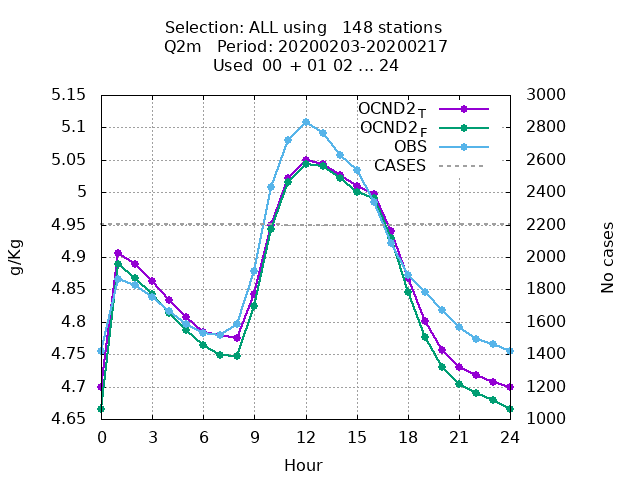 Selection: ALL using 148 stations
Q2m Period: 20200203-20200217
Used 00 + 01 02 ... 24
5.15
5.1
5.05
5
4.95
4.9
4.85
4.8
4.75
4.7
4.65
g/Kg
OCND2T
OCND2F
OBS
CASES
3000
2800
2600
2400
2200
2000
1800
1600
1400
1200
1000
No cases
0 3 6 9 12 15 18 21 24
Hour